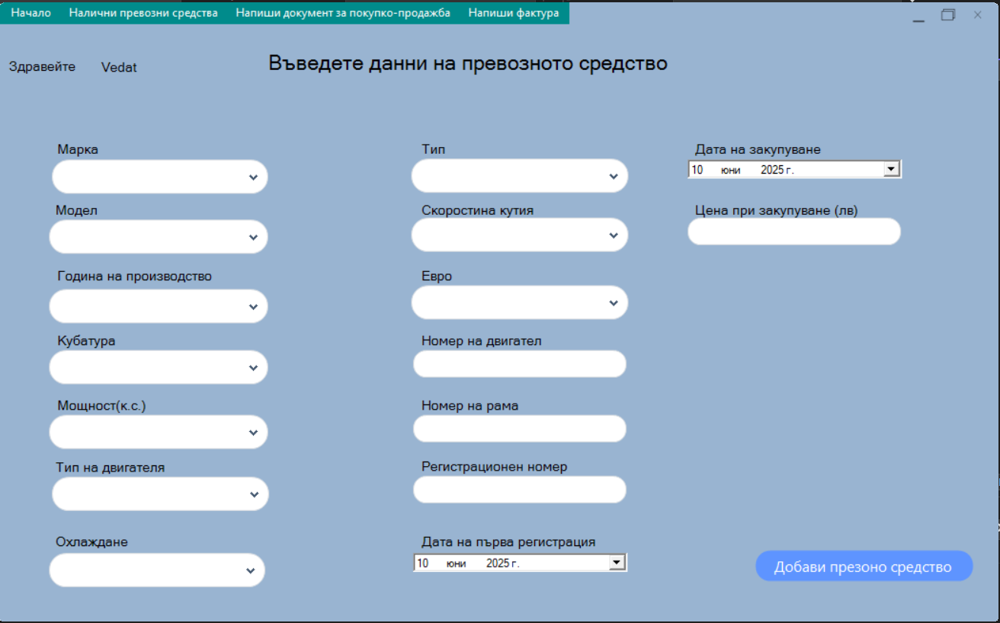 Начало Налични превозни средства Напиши документ за покупко-продажба Напиши фактура
Здравейте Vedat
Въведете данни на превозното средство
Марка
Модел
Година на производство
Кубатура
Мощност(к.с.)
Тип на двигателя
Охлаждане
Тип
Скоростина кутия
Евро
Номер на двигател
Номер на рама
Регистрационен номер
Дата на първа регистрация
10 юни 2025 г.
Дата на закупуване
10 юни 2025 г.
Цена при закупуване (лв)
Добави презоно средство